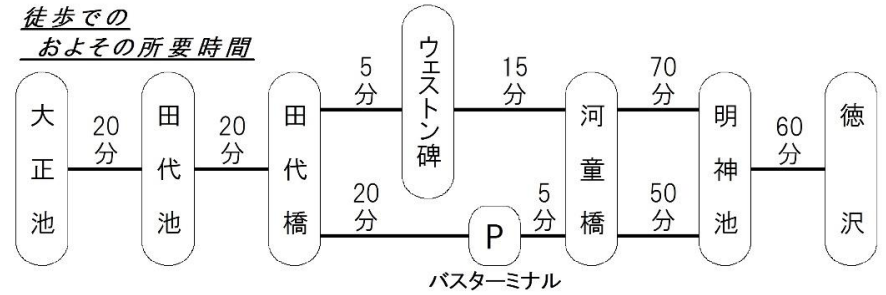 徒歩での
およその所要時間
大正池
20分
田代池
20分
田代橋
5分
ウェストン碑
15分
20分
P
バスターミナル
5分
河童橋
70分
50分
明神池
60分
徳沢